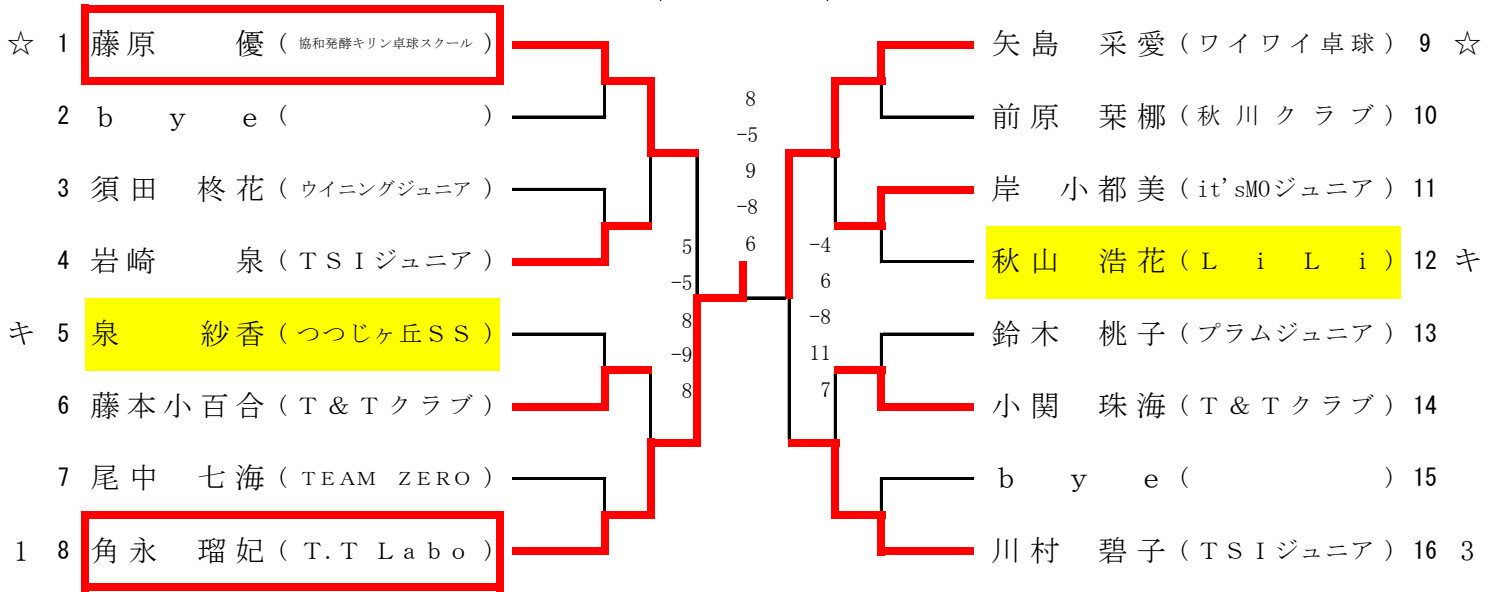 ☆ 1 藤原 優 ( 協和発酵キリン卓球スクール )
2 b y e ( )
3 須田 柊花 ( ウイニングジュニア )
4 岩崎 泉 ( TSIジュニア )
キ 5 泉 紗香 ( つつじヶ丘SS )
6 藤本小百合 ( T&Tクラブ )
7 尾中 七海 ( TEAM ZERO )
1 8 角永 瑠妃 ( T.T Labo )
5
-5
8
-9
8
8
-5
9
-8
6
-4
6
-8
11
7
矢島 采愛 ( ワイワイ卓球 ) 9 ☆
前原 栞梛 ( 秋川クラブ ) 10
岸 小都美 ( it'sMOジュニア ) 11
秋山 浩花 ( L i L i ) 12 キ
鈴木 桃子 ( プラムジュニア ) 13
小関 珠海 ( T&Tクラブ ) 14
b y e ( ) 15
川村 碧子 ( TSIジュニア ) 16 3